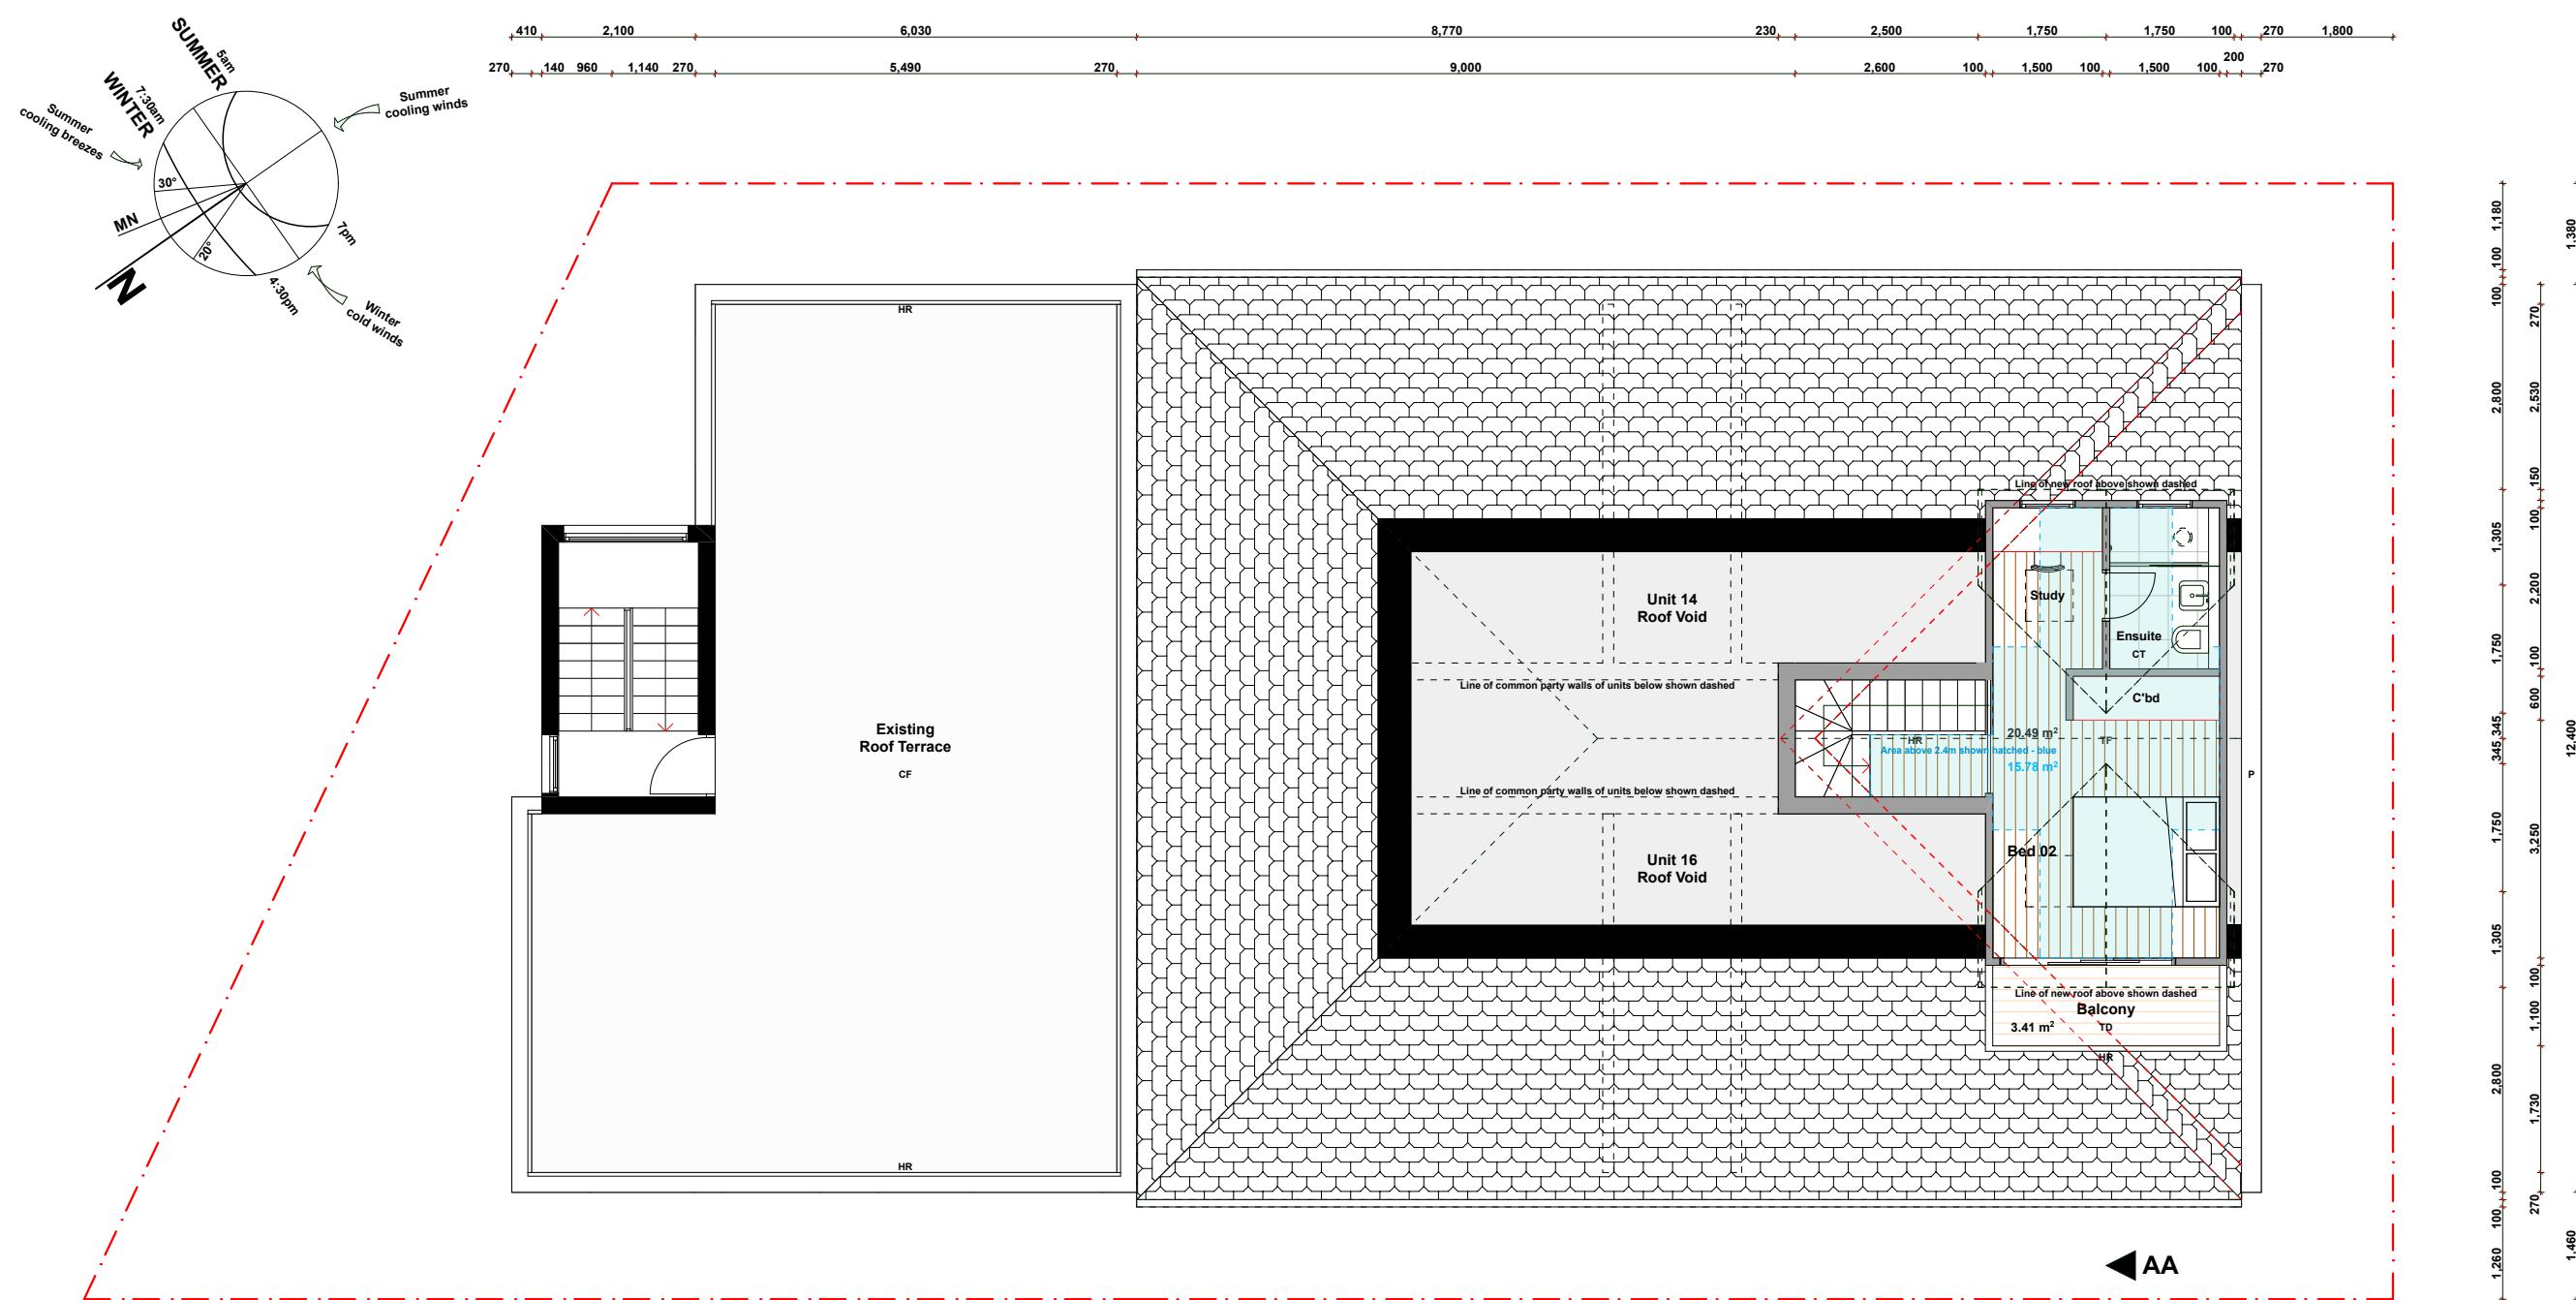 410 2,100 6,030 8,770 230 2,500 1,750 1,750 100 270 1,800
270 140 960 1,140 270 5,490 270 9,000 2,600 100 1,500 100 1,500 100 200 270
SUMMER
5am
WINTER
7:30am
Summer
cooling breezes
Summer
cooling winds
30°
MN
20°
N
7pm
4:30pm
Winter
cold winds
HR
Existing
Roof Terrace
CF
HR
Unit 14
Roof Void
Line of common party walls of units below shown dashed
Line of common party walls of units below shown dashed
Unit 16
Roof Void
Line of new roof above shown dashed
Study
Ensuite
CT
C'bd
20.49 m²
HR
TF
Area above 2.4m shown hatched - blue
15.78 m²
P
Bed 02
Line of new roof above shown dashed
Balcony
3.41 m²
TD
HR
AA
1,180
100
100
2,800
1,305
1,750
345
345
1,750
1,305
2,800
100
100
1,260
270
2,530
150
100
2,200
100
600
3,250
100
1,100
1,730
270
1,380
12,400
1,460